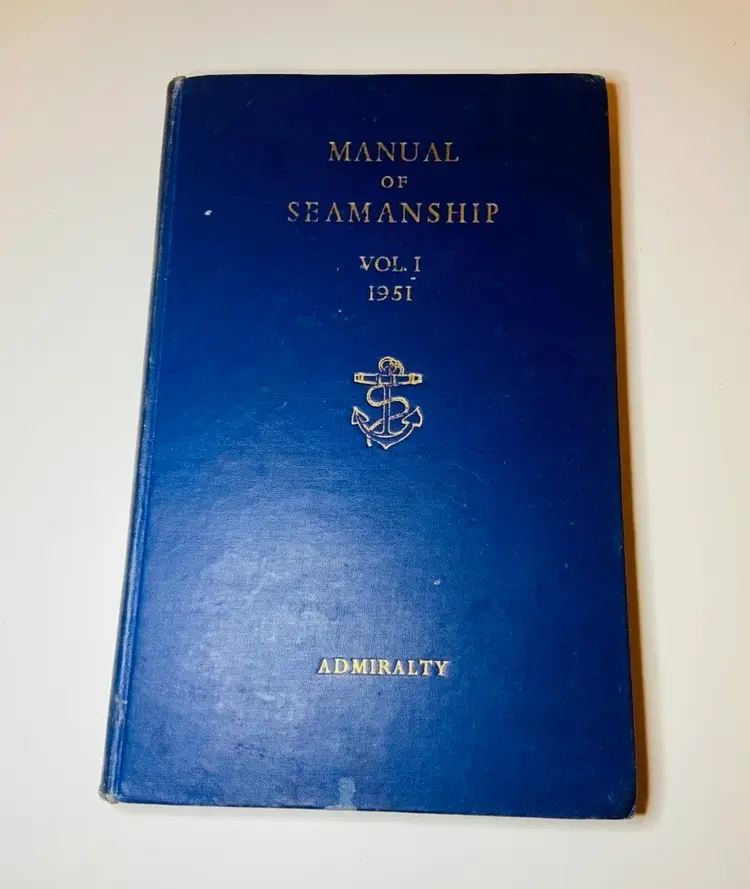 MANUAL
OF
SEAMANSHIP
VOL. I
1951
ADMIRALTY